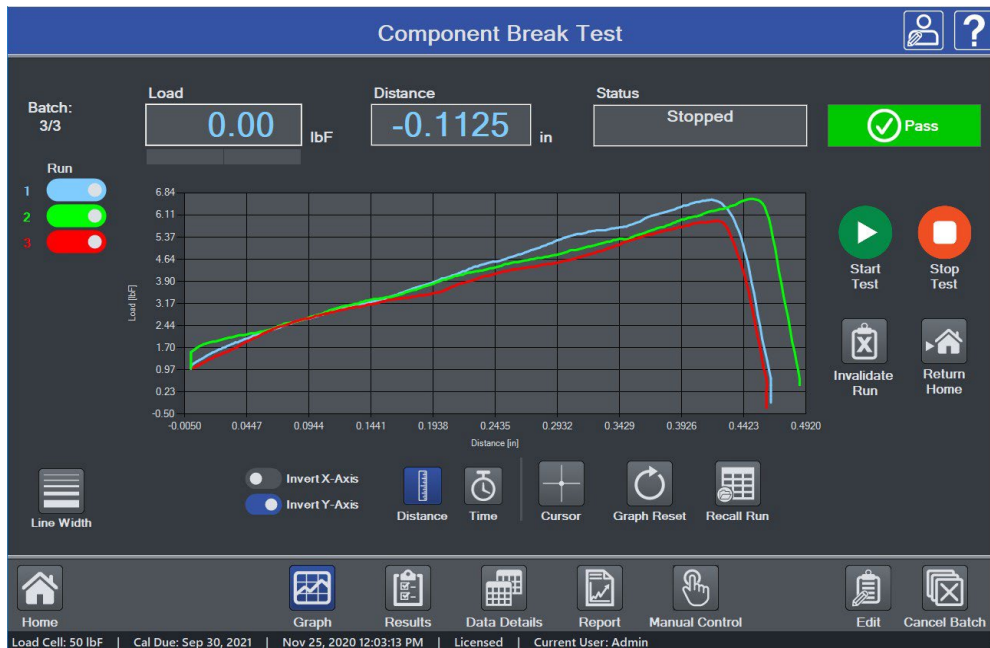 Component Break Test
?
Batch:
3/3
Load
0.00 lbF
Distance
-0.1125 in
Status
Stopped
Pass
Run
1
2
3
Load [lbF]
6.84
6.11
5.37
4.64
3.90
3.17
2.44
1.70
0.97
0.23
-0.50
-0.0050 0.0447 0.0944 0.1441 0.1938 0.2435 0.2932 0.3429 0.3926 0.4423 0.4920
Distance [in]
Start
Test
Stop
Test
Invalidate
Run
Return
Home
Line Width
Invert X-Axis
Invert Y-Axis
Distance
Time
Cursor
Graph Reset
Recall Run
Home
Graph
Results
Data Details
Report
Manual Control
Edit
Cancel Batch
Load Cell: 50 lbF | Cal Due: Sep 30, 2021 | Nov 25, 2020 12:03:13 PM | Licensed | Current User: Admin